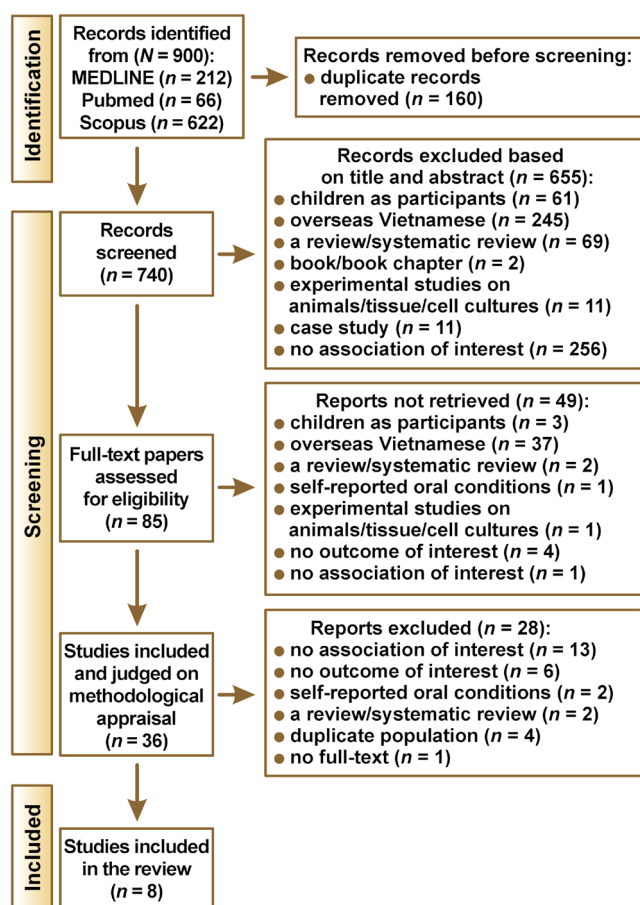 Identification
Records identified
from (N = 900):
MEDLINE (n = 212)
Pubmed (n = 66)
Scopus (n = 622)
Records removed before screening:
● duplicate records
removed (n = 160)
Screening
Records
screened
(n = 740)
Records excluded based
on title and abstract (n = 655):
● children as participants (n = 61)
● overseas Vietnamese (n = 245)
● a review/systematic review (n = 69)
● book/book chapter (n = 2)
● experimental studies on
animals/tissue/cell cultures (n = 11)
● case study (n = 11)
● no association of interest (n = 256)
Full-text papers
assessed
for eligibility
(n = 85)
Reports not retrieved (n = 49):
● children as participants (n = 3)
● overseas Vietnamese (n = 37)
● a review/systematic review (n = 2)
● self-reported oral conditions (n = 1)
● experimental studies on
animals/tissue/cell cultures (n = 1)
● no outcome of interest (n = 4)
● no association of interest (n = 1)
Studies included
and judged on
methodological
appraisal
(n = 36)
Reports excluded (n = 28):
● no association of interest (n = 13)
● no outcome of interest (n = 6)
● self-reported oral conditions (n = 2)
● a review/systematic review (n = 2)
● duplicate population (n = 4)
● no full-text (n = 1)
Included
Studies included
in the review
(n = 8)